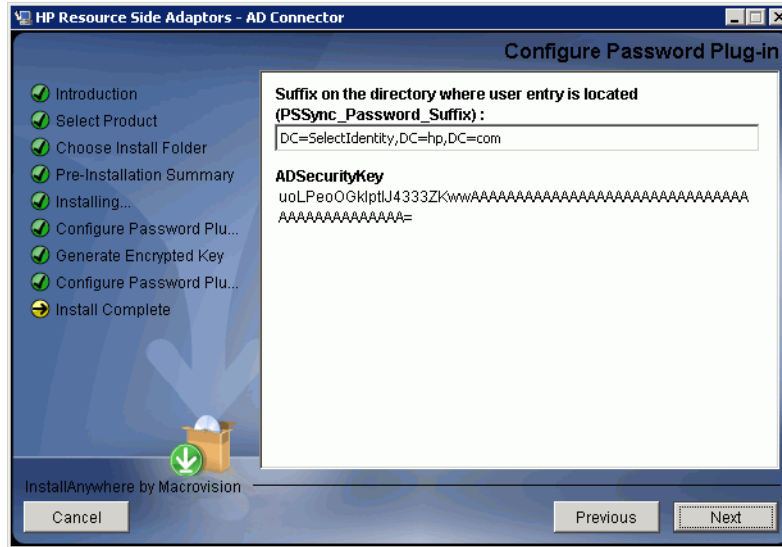 HP Resource Side Adaptors - AD Connector
Configure Password Plug-in
Introduction
Select Product
Choose Install Folder
Pre-Installation Summary
Installing...
Configure Password Plu...
Generate Encrypted Key
Configure Password Plu...
Install Complete
Suffix on the directory where user entry is located
(PSSync_Password_Suffix) :
DC=SelectIdentity,DC=hp,DC=com
ADSecurityKey
uoLPeoOGklptlJ4333ZKwwAAAAAAAAAAAAAAAAAAAAAAAAAAAAAAA
AAAAAAAAAAAAAA=
InstallAnywhere by Macrovision
Cancel
Previous
Next